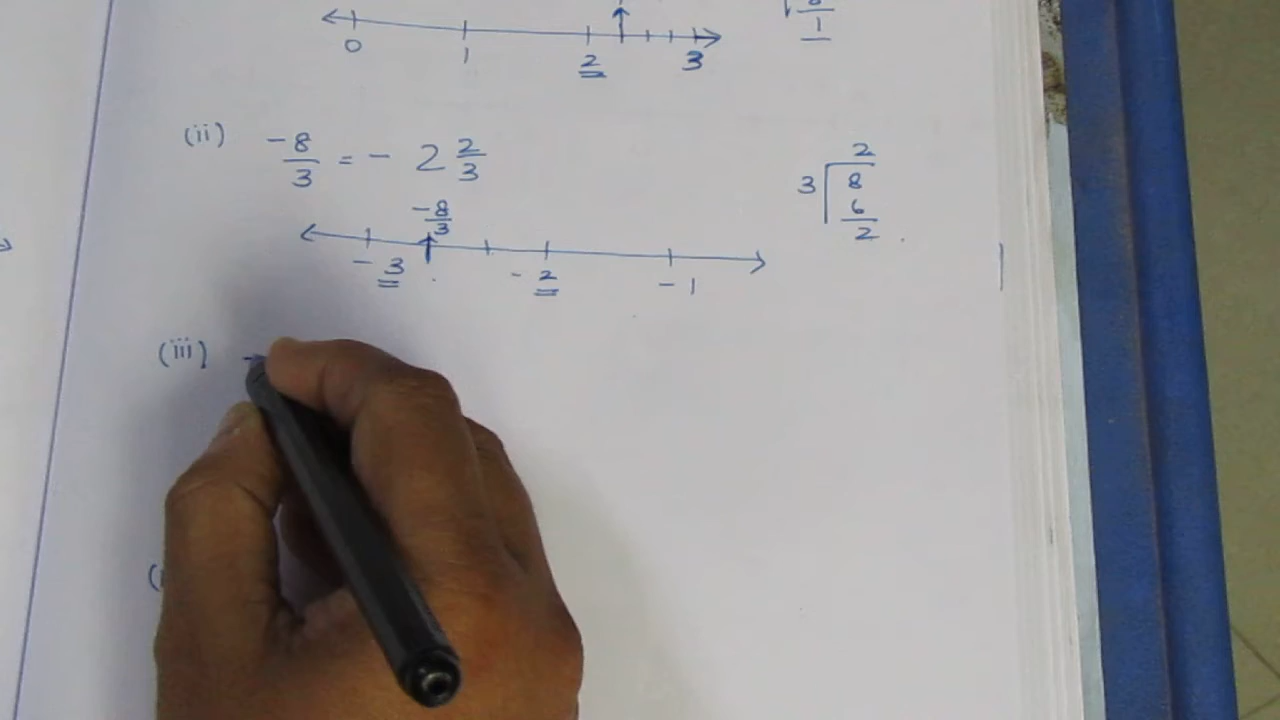 0 1 2 3
1
(ii) -8/3 = - 2 2/3
2
3 8
6
2
-8/3
- 3 - 2 - 1
(iii) -
(